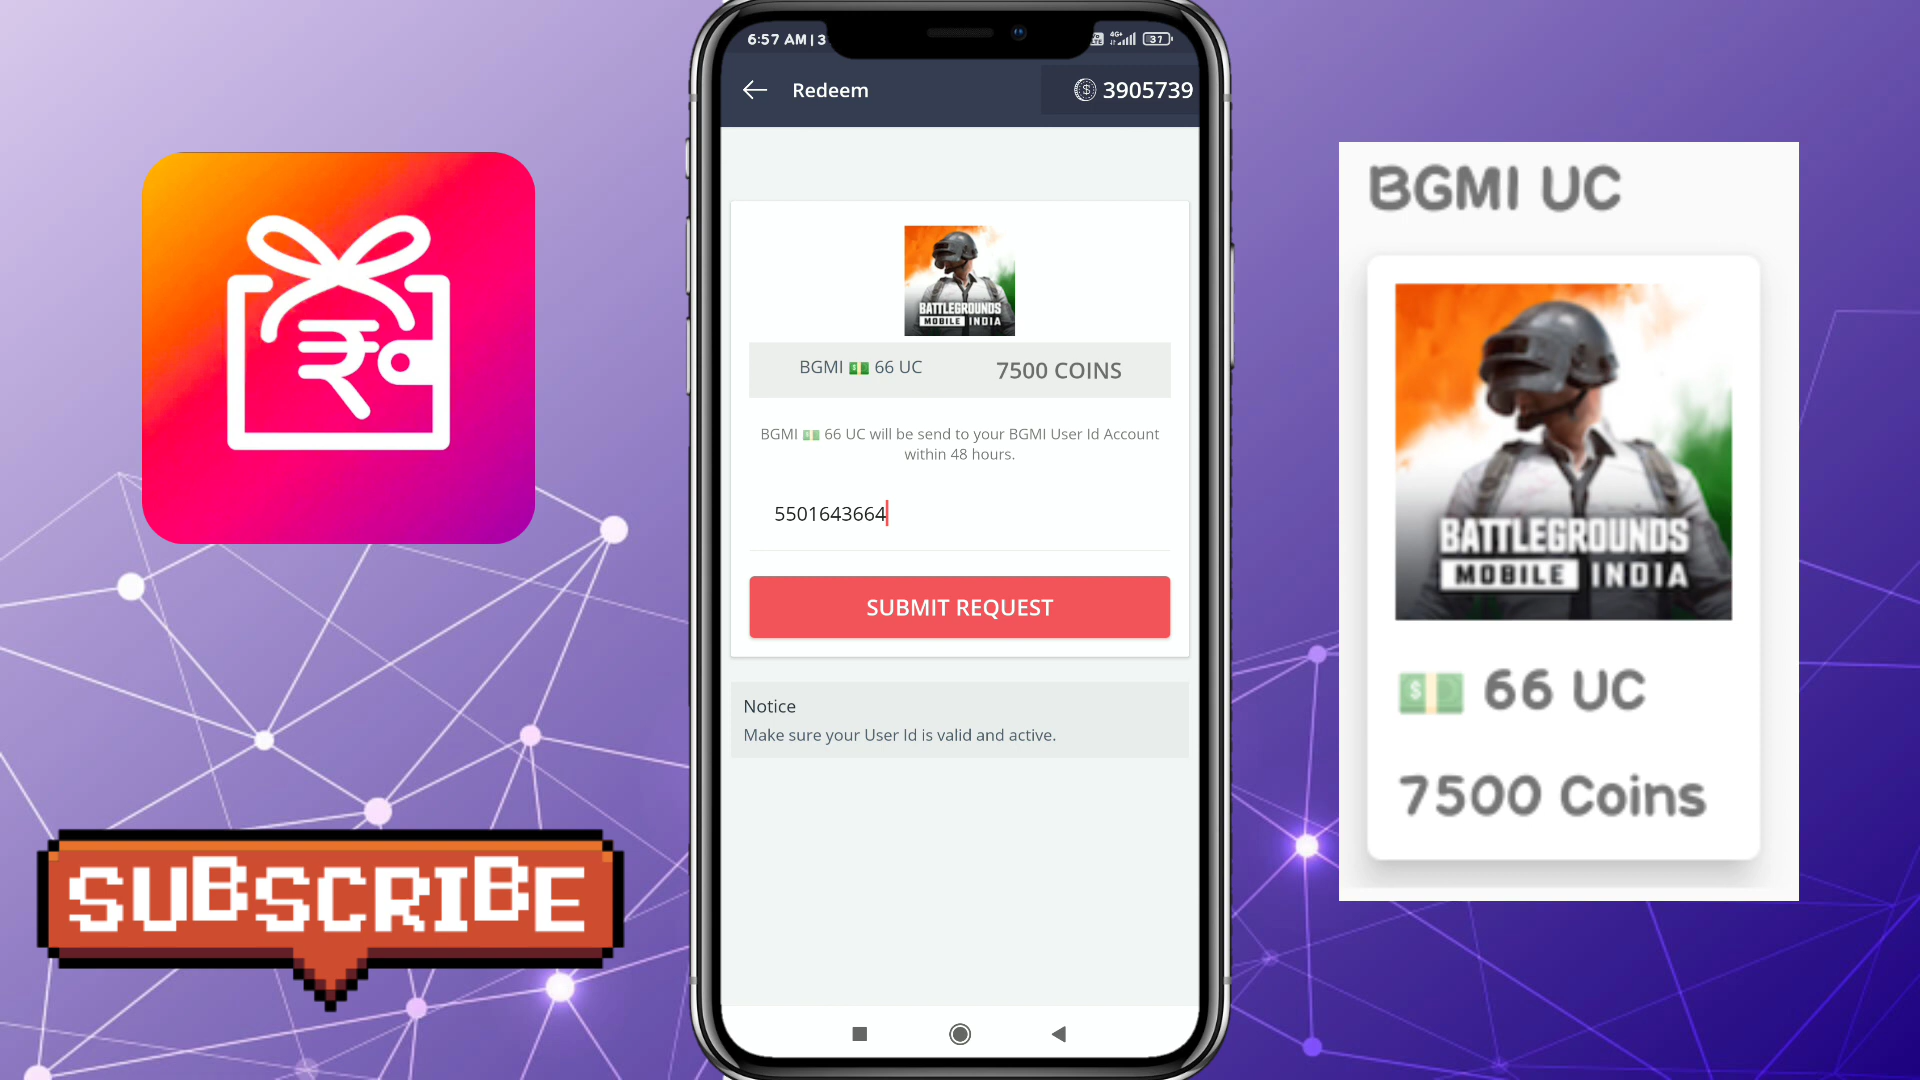 6:57 AM | 3
4G+
37
Redeem
3905739
BATTLEGROUNDS
MOBILE INDIA
BGMI 💵 66 UC
7500 COINS
BGMI 💵 66 UC will be send to your BGMI User Id Account
within 48 hours.
5501643664
SUBMIT REQUEST
Notice
Make sure your User Id is valid and active.
SUBSCRIBE
BGMI UC
BATTLEGROUNDS
MOBILE INDIA
💵 66 UC
7500 Coins